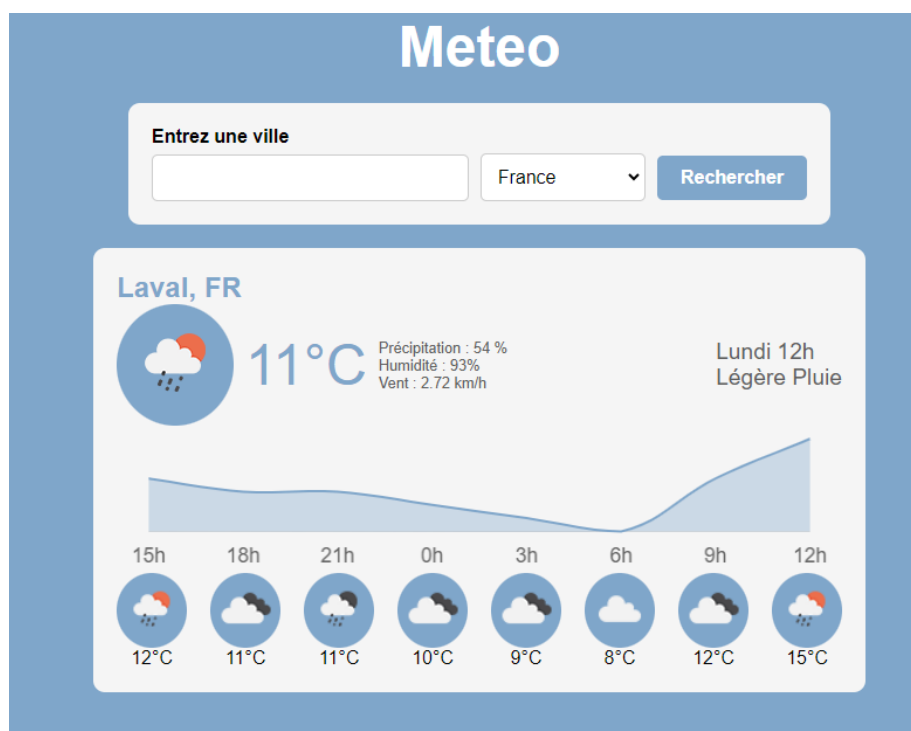 Meteo
Entrez une ville
France Rechercher
Laval, FR
11°C
Précipitation : 54 %
Humidité : 93%
Vent : 2.72 km/h
Lundi 12h
Légère Pluie
15h 18h 21h 0h 3h 6h 9h 12h
12°C 11°C 11°C 10°C 9°C 8°C 12°C 15°C